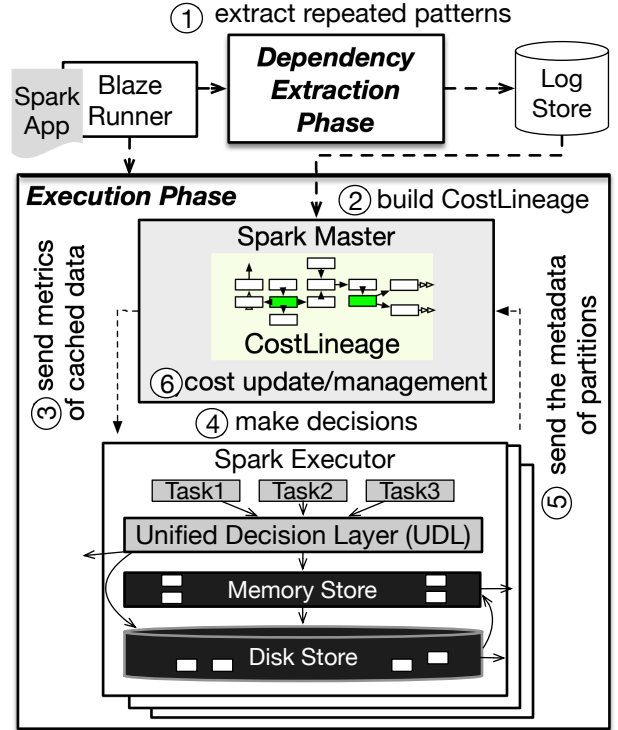 ① extract repeated patterns
Spark
App
Blaze
Runner
Dependency
Extraction
Phase
Log
Store
Execution Phase
② build CostLineage
Spark Master
CostLineage
⑥ cost update/management
③ send metrics
of cached data
④ make decisions
⑤ send the metadata
of partitions
Spark Executor
Task1
Task2
Task3
Unified Decision Layer (UDL)
Memory Store
Disk Store